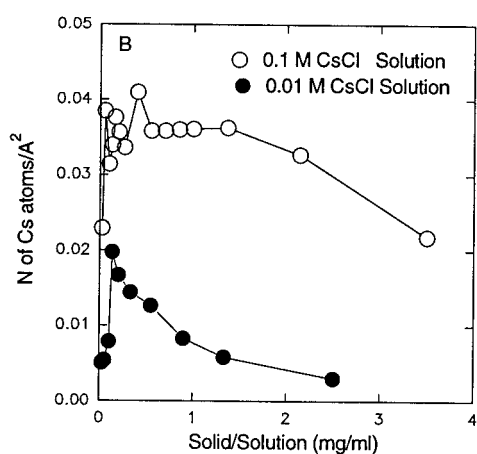 0.05
B
○ 0.1 M CsCl Solution
● 0.01 M CsCl Solution
0.04
0.03
0.02
0.01
0.00
N of Cs atoms/A²
0 1 2 3 4
Solid/Solution (mg/ml)